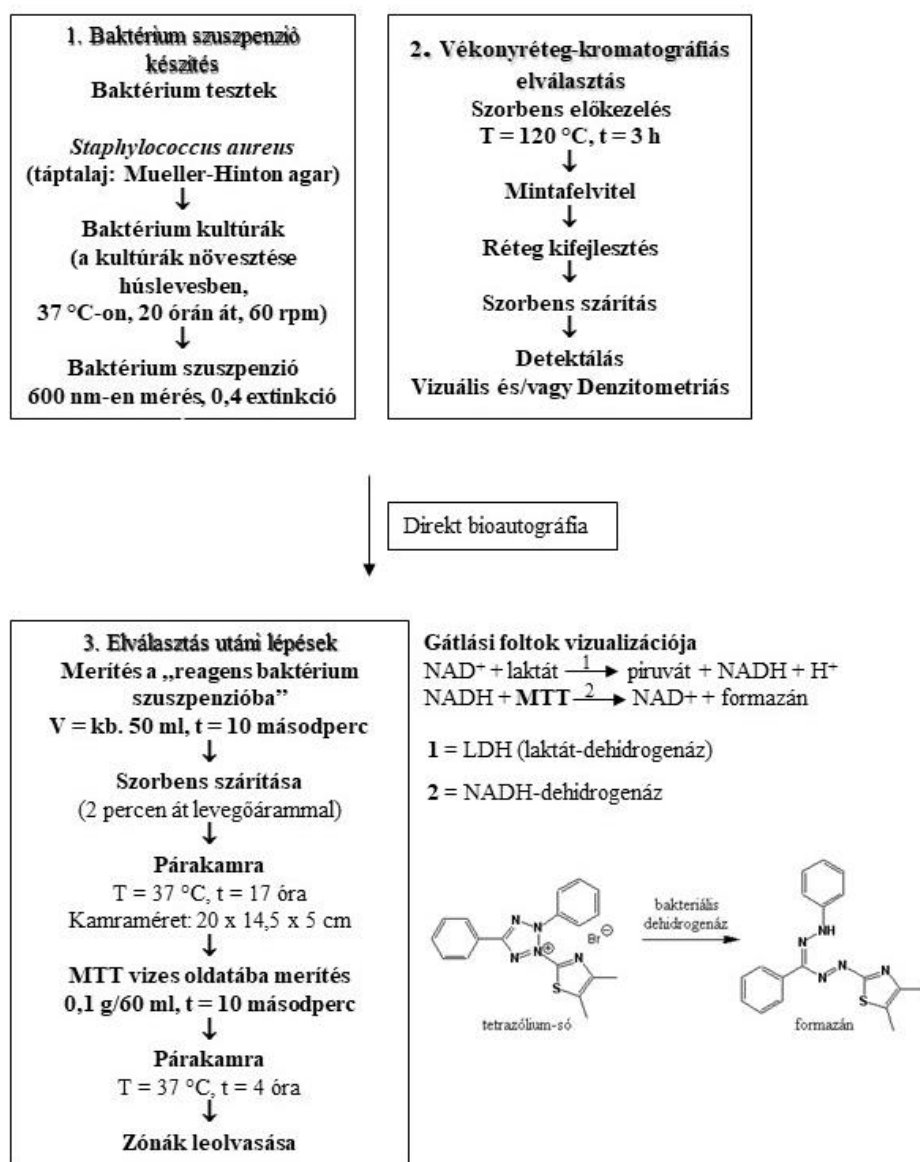 1. Baktérium szuszpenzió
készítés
Baktérium tesztek
Staphylococcus aureus
(táptalaj: Mueller-Hinton agar)
↓
Baktérium kultúrák
(a kultúrák növesztése
húslevesben,
37 °C-on, 20 órán át, 60 rpm)
↓
Baktérium szuszpenzió
600 nm-en mérés, 0,4 extinkció
2. Vékonyréteg-kromatográfiás
elválasztás
Szorbens előkezelés
T = 120 °C, t = 3 h
↓
Mintafelvitel
↓
Réteg kifejlesztés
↓
Szorbens szárítás
↓
Detektálás
Vizuális és/vagy Denzitometriás
Direkt bioautográfia
3. Elválasztás utáni lépések
Merítés a „reagens baktérium
szuszpenzióba”
V = kb. 50 ml, t = 10 másodperc
↓
Szorbens szárítása
(2 percen át levegőárammal)
↓
Párakamra
T = 37 °C, t = 17 óra
Kamraméret: 20 x 14,5 x 5 cm
↓
MTT vizes oldatába merítés
0,1 g/60 ml, t = 10 másodperc
↓
Párakamra
T = 37 °C, t = 4 óra
↓
Zónák leolvasása
Gátlási foltok vizualizációja
NAD⁺ + laktát 1→ piruvát + NADH + H⁺
NADH + MTT 2→ NAD++ formazán
1 = LDH (laktát-dehidrogenáz)
2 = NADH-dehidrogenáz
N N
N N⊕
Br⊖
N
S
tetrazólium-só
bakteriális
dehidrogenáz
N NH
N N
N
S
formazán